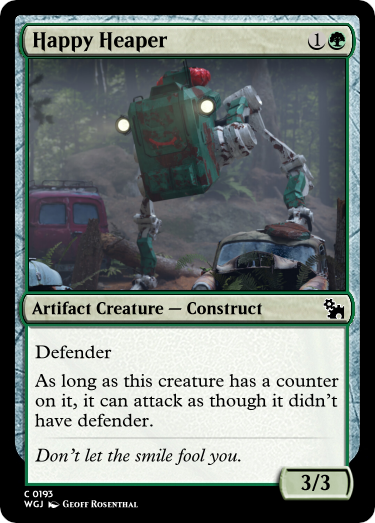 Happy Heaper 1
Artifact Creature — Construct
Defender
As long as this creature has a counter
on it, it can attack as though it didn't
have defender.
Don't let the smile fool you.
3/3
C 0193
WGJ Geoff Rosenthal